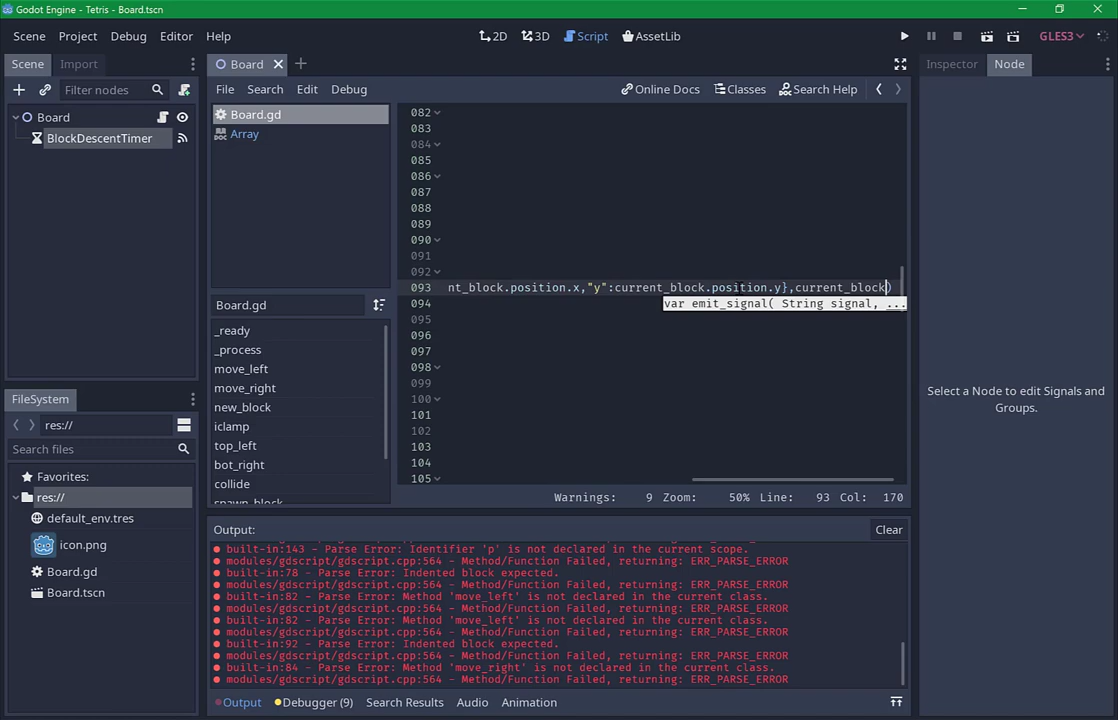 Godot Engine - Tetris - Board.tscn
Scene Project Debug Editor Help 2D 3D Script AssetLib GLES3
Scene Import Board Inspector Node
Filter nodes File Search Edit Debug Online Docs Classes Search Help
Board Board.gd 082
BlockDescentTimer Array 083
084
085
086
087
088
089
090
091
092
093 nt_block.position.x,"y":current_block.position.y},current_block)
Board.gd 094 var emit_signal( String signal, ...
_ready 095
_process 096
move_left 097
move_right 098
099
new_block 100
iclamp 101
top_left 102
bot_right 103
collide 104
spawn_block 105
Warnings: 9 Zoom: 50% Line: 93 Col: 170
Select a Node to edit Signals and
Groups.
FileSystem
res://
Search files
Favorites:
res://
default_env.tres
icon.png
Board.gd
Board.tscn
Output: Clear
built-in:143 - Parse Error: Identifier 'p' is not declared in the current scope.
modules/gdscript/gdscript.cpp:564 - Method/Function Failed, returning: ERR_PARSE_ERROR
built-in:78 - Parse Error: Indented block expected.
modules/gdscript/gdscript.cpp:564 - Method/Function Failed, returning: ERR_PARSE_ERROR
built-in:82 - Parse Error: Method 'move_left' is not declared in the current class.
modules/gdscript/gdscript.cpp:564 - Method/Function Failed, returning: ERR_PARSE_ERROR
built-in:82 - Parse Error: Method 'move_left' is not declared in the current class.
modules/gdscript/gdscript.cpp:564 - Method/Function Failed, returning: ERR_PARSE_ERROR
built-in:92 - Parse Error: Indented block expected.
modules/gdscript/gdscript.cpp:564 - Method/Function Failed, returning: ERR_PARSE_ERROR
built-in:84 - Parse Error: Method 'move_right' is not declared in the current class.
modules/gdscript/gdscript.cpp:564 - Method/Function Failed, returning: ERR_PARSE_ERROR
Output Debugger (9) Search Results Audio Animation